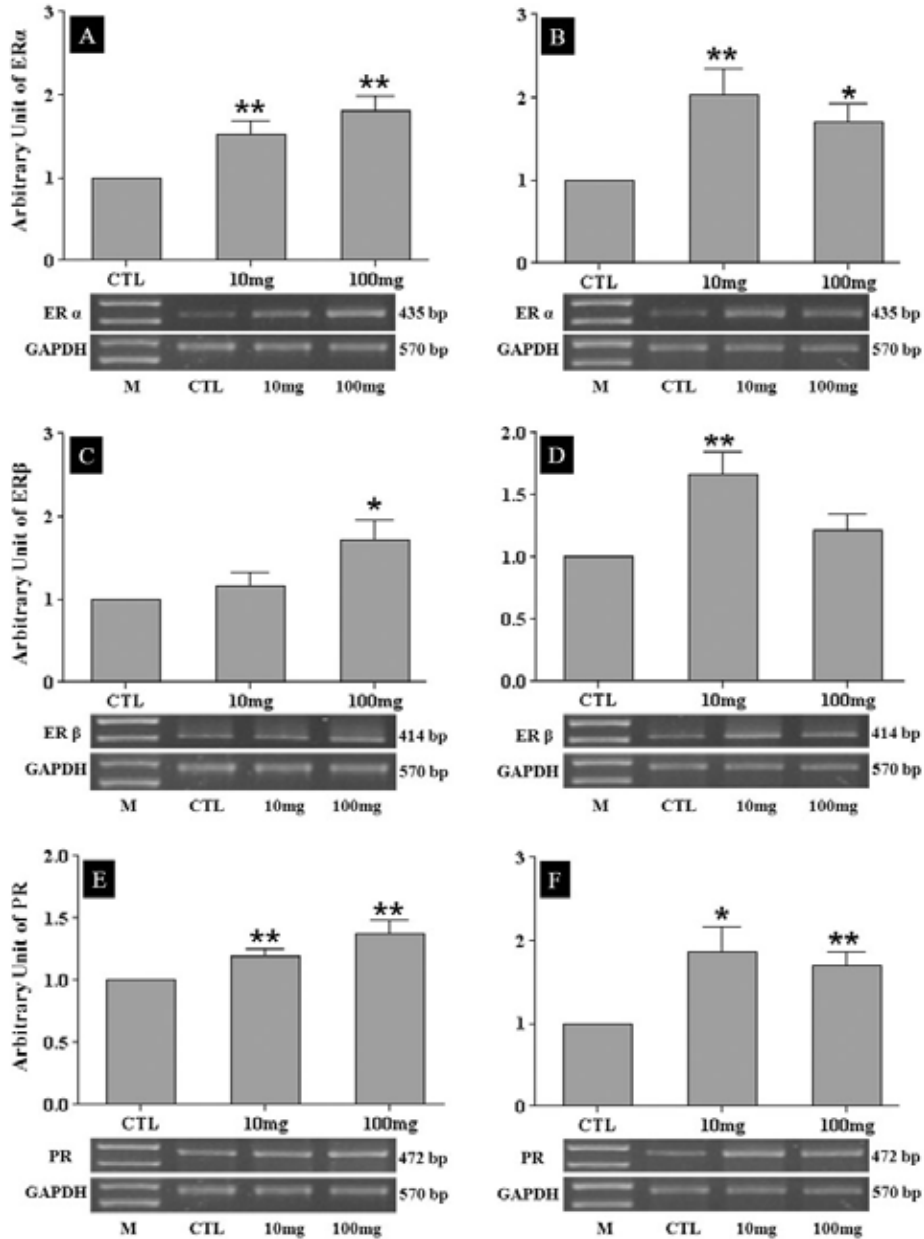 A
Arbitrary Unit of ERα
3
2
1
0
**
**
CTL 10mg 100mg
ER α 435 bp
GAPDH 570 bp
M CTL 10mg 100mg
B
3
2
1
0
**
*
CTL 10mg 100mg
ER α 435 bp
GAPDH 570 bp
M CTL 10mg 100mg
C
Arbitrary Unit of ERβ
3
2
1
0
*
CTL 10mg 100mg
ER β 414 bp
GAPDH 570 bp
M CTL 10mg 100mg
D
2.0
1.5
1.0
0.5
0.0
**
CTL 10mg 100mg
ER β 414 bp
GAPDH 570 bp
M CTL 10mg 100mg
E
Arbitrary Unit of PR
2.0
1.5
1.0
0.5
0.0
**
**
CTL 10mg 100mg
PR 472 bp
GAPDH 570 bp
M CTL 10mg 100mg
F
3
2
1
0
*
**
CTL 10mg 100mg
PR 472 bp
GAPDH 570 bp
M CTL 10mg 100mg